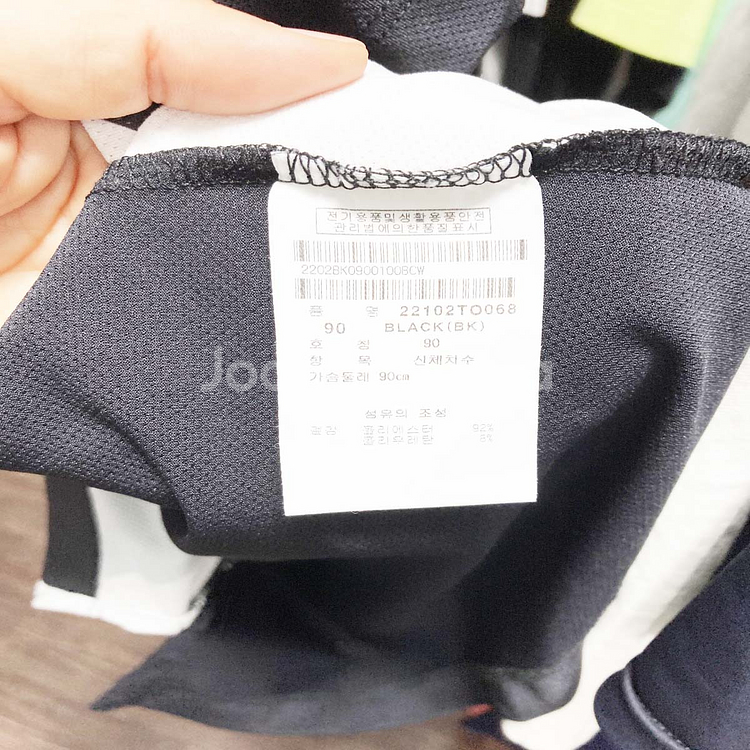 전기용품및생활용품안전
관리법에의한품질표시
2202BK09001008CW
품 명 22102TO068
90 BLACK(BK)
호 칭 90
항 목 신체치수
가슴둘레 90cm
섬유의 조성
겉감 폴리에스터 92%
폴리우레탄 8%